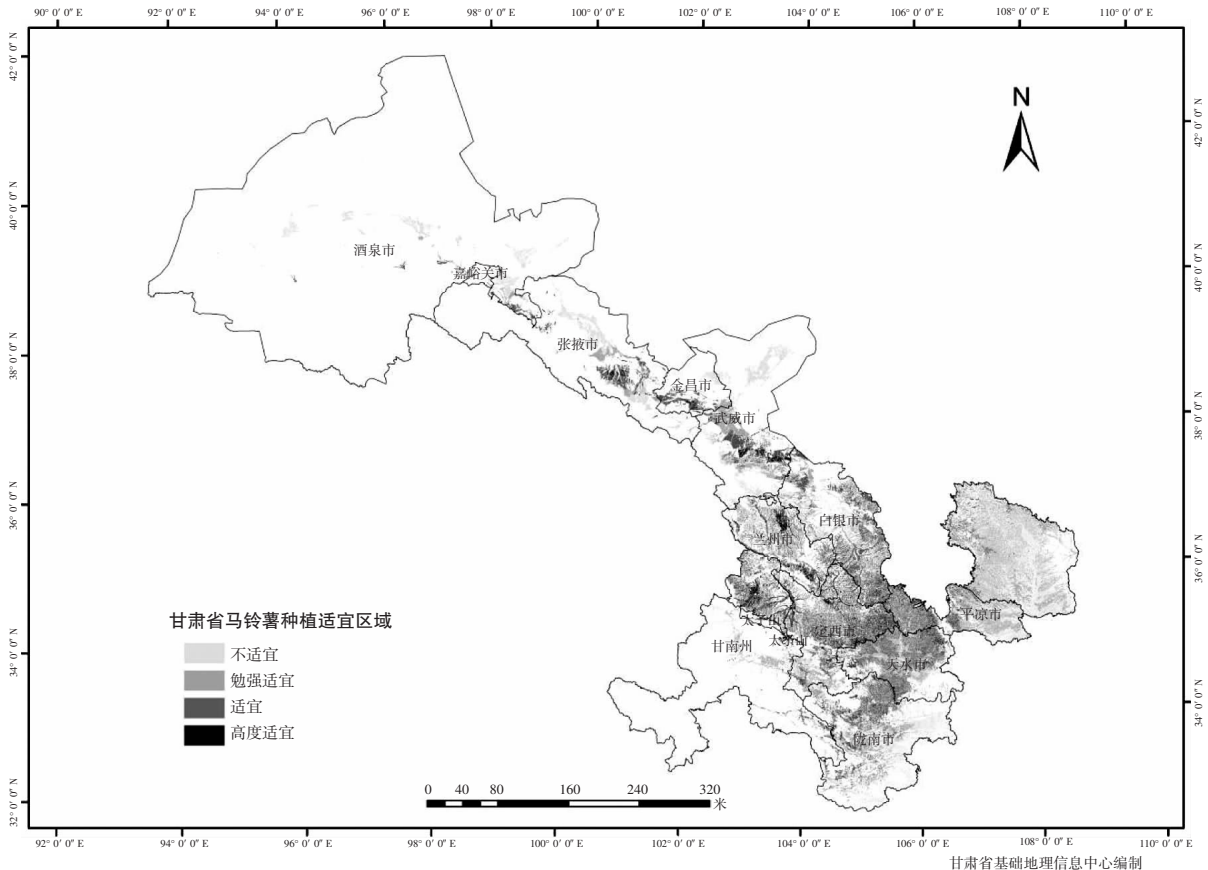 90° 0′ 0″ E
92° 0′ 0″ E
94° 0′ 0″ E
96° 0′ 0″ E
98° 0′ 0″ E
100° 0′ 0″ E
102° 0′ 0″ E
104° 0′ 0″ E
106° 0′ 0″ E
108° 0′ 0″ E
110° 0′ 0″ E
42° 0′ 0″ N
40° 0′ 0″ N
38° 0′ 0″ N
36° 0′ 0″ N
34° 0′ 0″ N
32° 0′ 0″ N
N
42° 0′ 0″ N
40° 0′ 0″ N
38° 0′ 0″ N
36° 0′ 0″ N
34° 0′ 0″ N
酒泉市
嘉峪关市
张掖市
金昌市
武威市
白银市
兰州市
平凉市
太子山
定西市
太子山
甘南州
天水市
陇南市
甘肃省马铃薯种植适宜区域
不适宜
勉强适宜
适宜
高度适宜
0 40 80 160 240 320
米
92° 0′ 0″ E
94° 0′ 0″ E
96° 0′ 0″ E
98° 0′ 0″ E
100° 0′ 0″ E
102° 0′ 0″ E
104° 0′ 0″ E
106° 0′ 0″ E
108° 0′ 0″ E
110° 0′ 0″ E
甘肃省基础地理信息中心编制